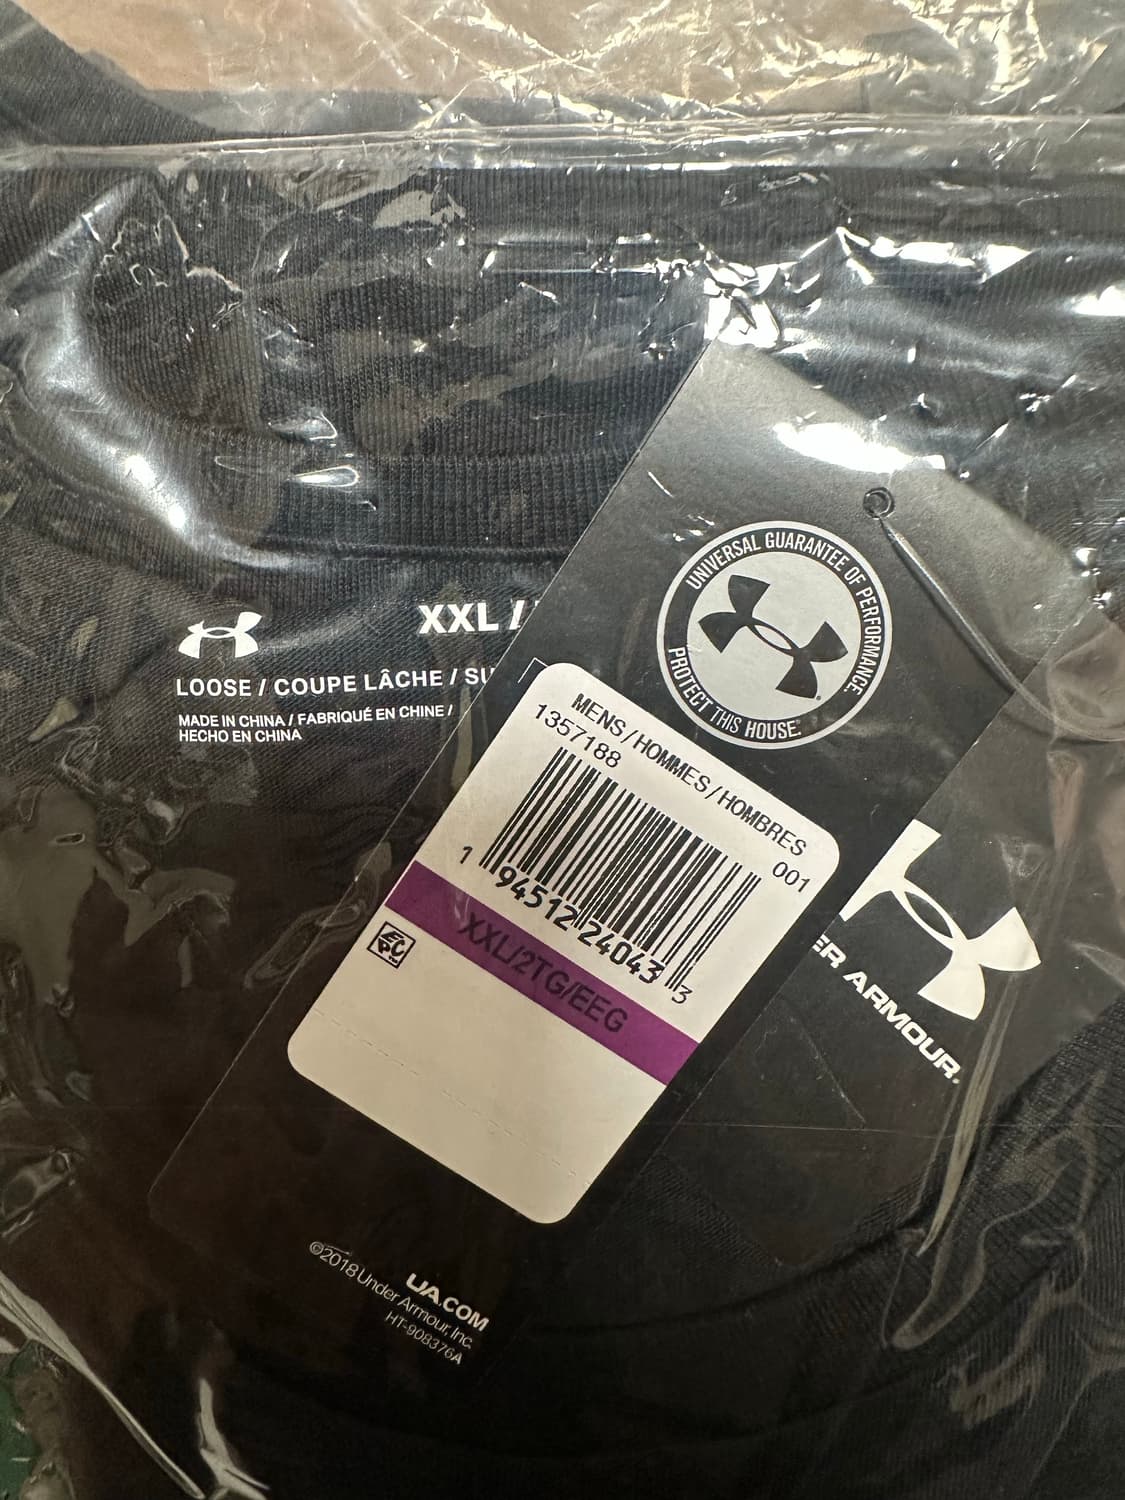 XXL /
LOOSE / COUPE LÂCHE / SU
MADE IN CHINA / FABRIQUÉ EN CHINE /
HECHO EN CHINA
UNIVERSAL GUARANTEE OF PERFORMANCE.
PROTECT THIS HOUSE.®
MENS / HOMMES / HOMBRES
1357188
001
1 94512 24043 3
XXL/2TG/EEG
ER ARMOUR.
UA.COM
©2018 Under Armour, Inc.
HT-908376A